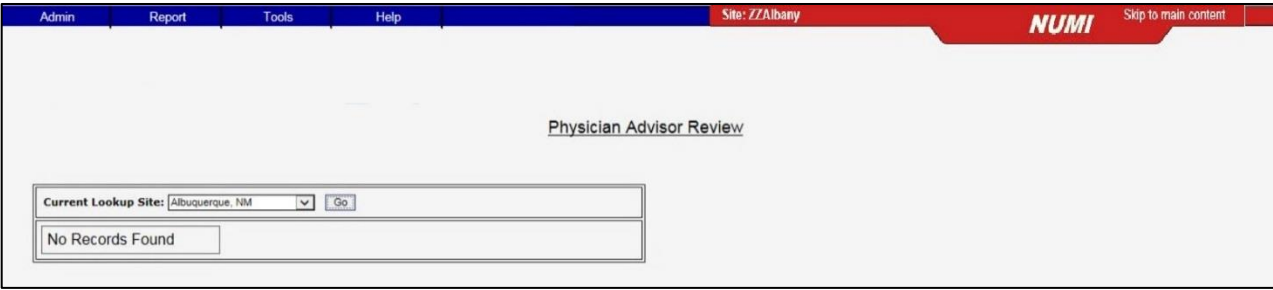 Admin Report Tools Help Site: ZZAlbany NUMI Skip to main content
Physician Advisor Review
Current Lookup Site: Albuquerque, NM Go
No Records Found